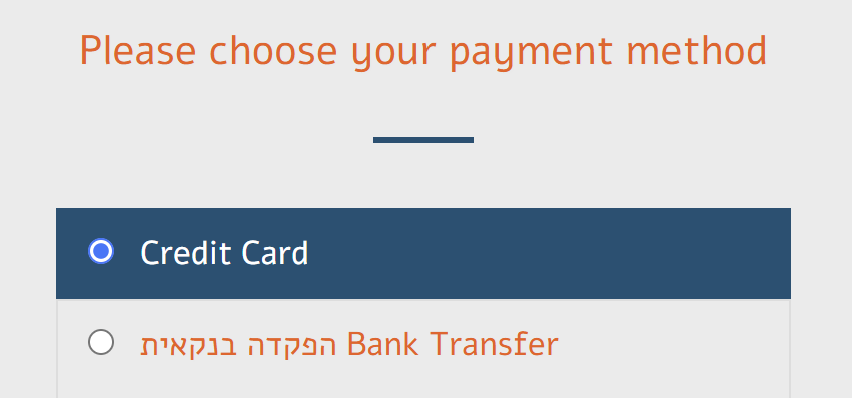 Please choose your payment method
Credit Card
הפקדה בנקאית Bank Transfer